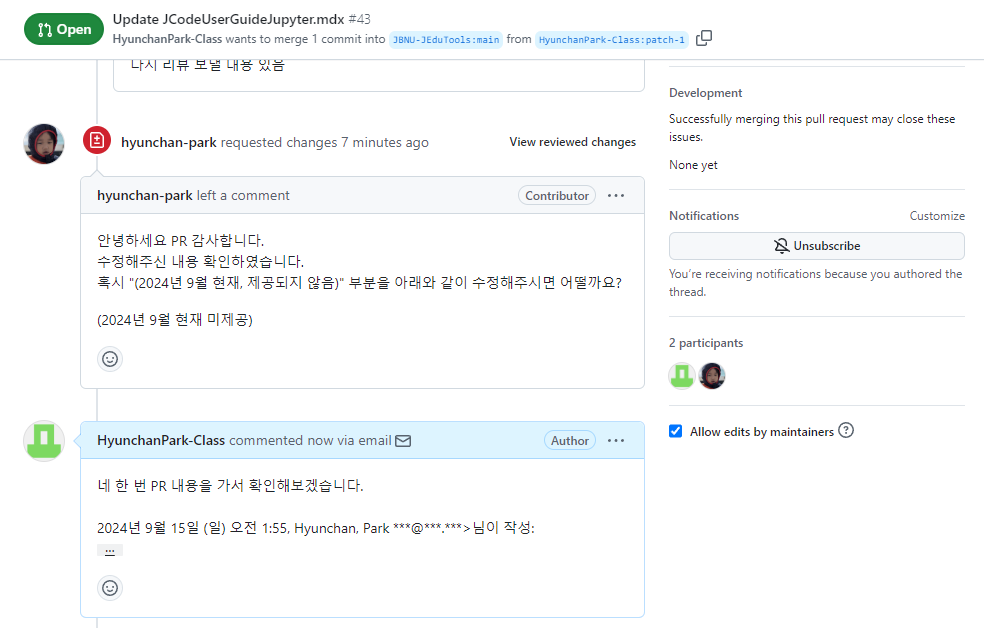 Open
Update JCodeUserGuideJupyter.mdx #43
HyunchanPark-Class wants to merge 1 commit into JBNU-JEduTools:main from HyunchanPark-Class:patch-1
다시 리뷰 보낼 내용 있음
hyunchan-park requested changes 7 minutes ago
View reviewed changes
hyunchan-park left a comment
Contributor
안녕하세요 PR 감사합니다.
수정해주신 내용 확인하였습니다.
혹시 "(2024년 9월 현재, 제공되지 않음)" 부분을 아래와 같이 수정해주시면 어떨까요?
(2024년 9월 현재 미제공)
HyunchanPark-Class commented now via email
Author
네 한 번 PR 내용을 가서 확인해보겠습니다.
2024년 9월 15일 (일) 오전 1:55, Hyunchan, Park ***@***.***>님이 작성:
...
Development
Successfully merging this pull request may close these
issues.
None yet
Notifications
Customize
Unsubscribe
You're receiving notifications because you authored the
thread.
2 participants
Allow edits by maintainers